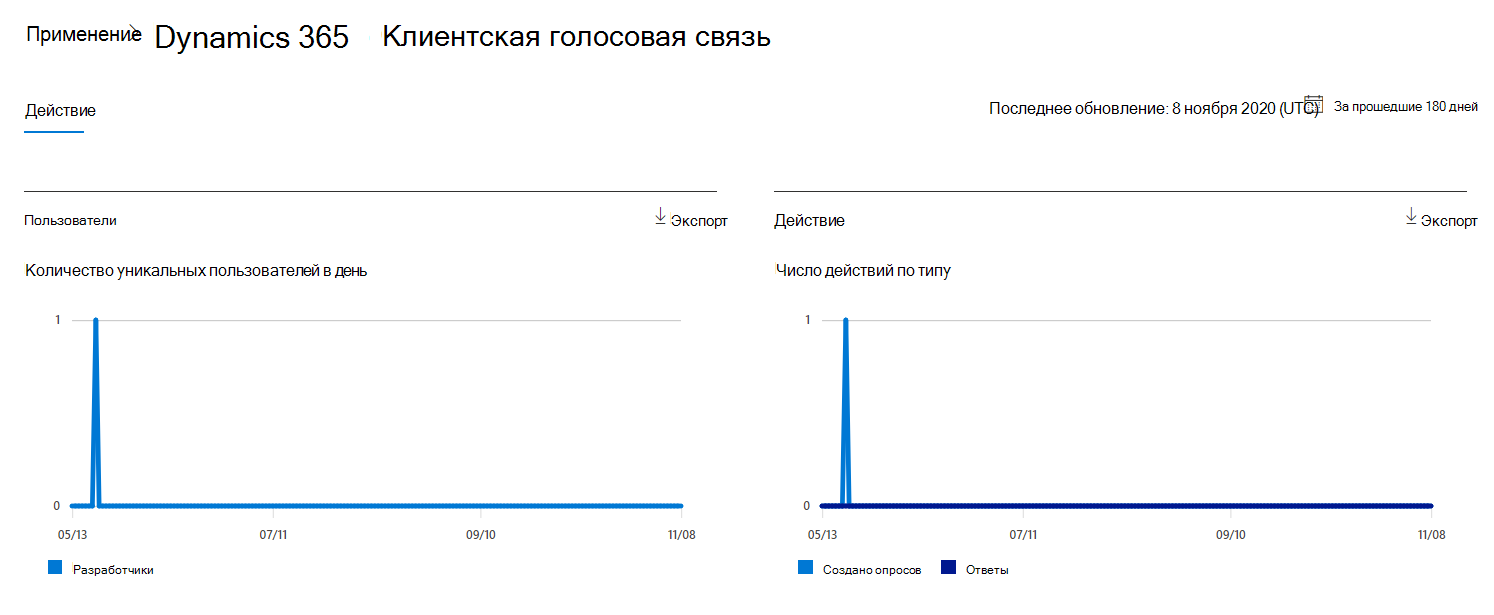 Применение Dynamics 365 Клиентская голосовая связь
Действие
Последнее обновление: 8 ноября 2020 (UTC) За прошедшие 180 дней
Пользователи Экспорт
Количество уникальных пользователей в день
1
0
05/13 07/11 09/10 11/08
Разработчики
Действие Экспорт
Число действий по типу
1
0
05/13 07/11 09/10 11/08
Создано опросов Ответы